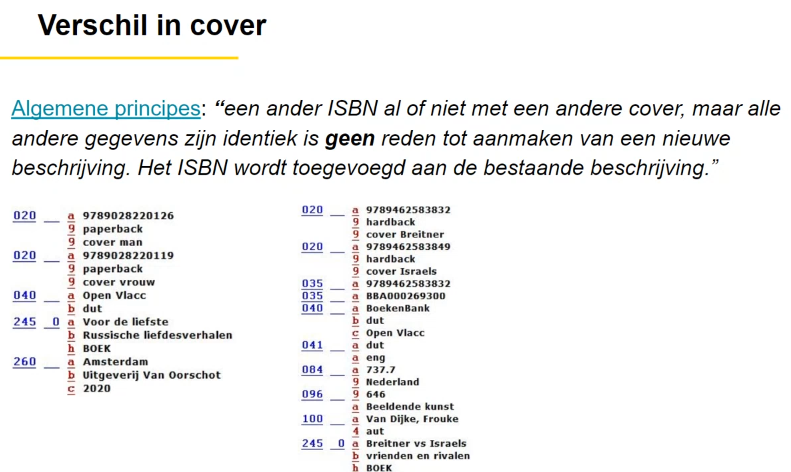 Verschil in cover
Algemene principes: “een ander ISBN al of niet met een andere cover, maar alle
andere gegevens zijn identiek is geen reden tot aanmaken van een nieuwe
beschrijving. Het ISBN wordt toegevoegd aan de bestaande beschrijving.”
020 __ a 9789028220126
9 paperback
9 cover man
020 __ a 9789028220119
9 paperback
9 cover vrouw
040 __ a Open Vlacc
b dut
245 _0 a Voor de liefste
b Russische liefdesverhalen
h BOEK
260 __ a Amsterdam
b Uitgeverij Van Oorschot
c 2020
020 __ a 9789462583832
9 hardback
9 cover Breitner
020 __ a 9789462583849
9 hardback
9 cover Israels
035 __ a 9789462583832
035 __ a BBA000269300
040 __ a BoekenBank
b dut
c Open Vlacc
041 __ a dut
a eng
084 __ a 737.7
9 Nederland
096 __ 9 646
a Beeldende kunst
100 __ a Van Dijke, Frouke
4 aut
245 _0 a Breitner vs Israels
b vrienden en rivalen
h BOEK